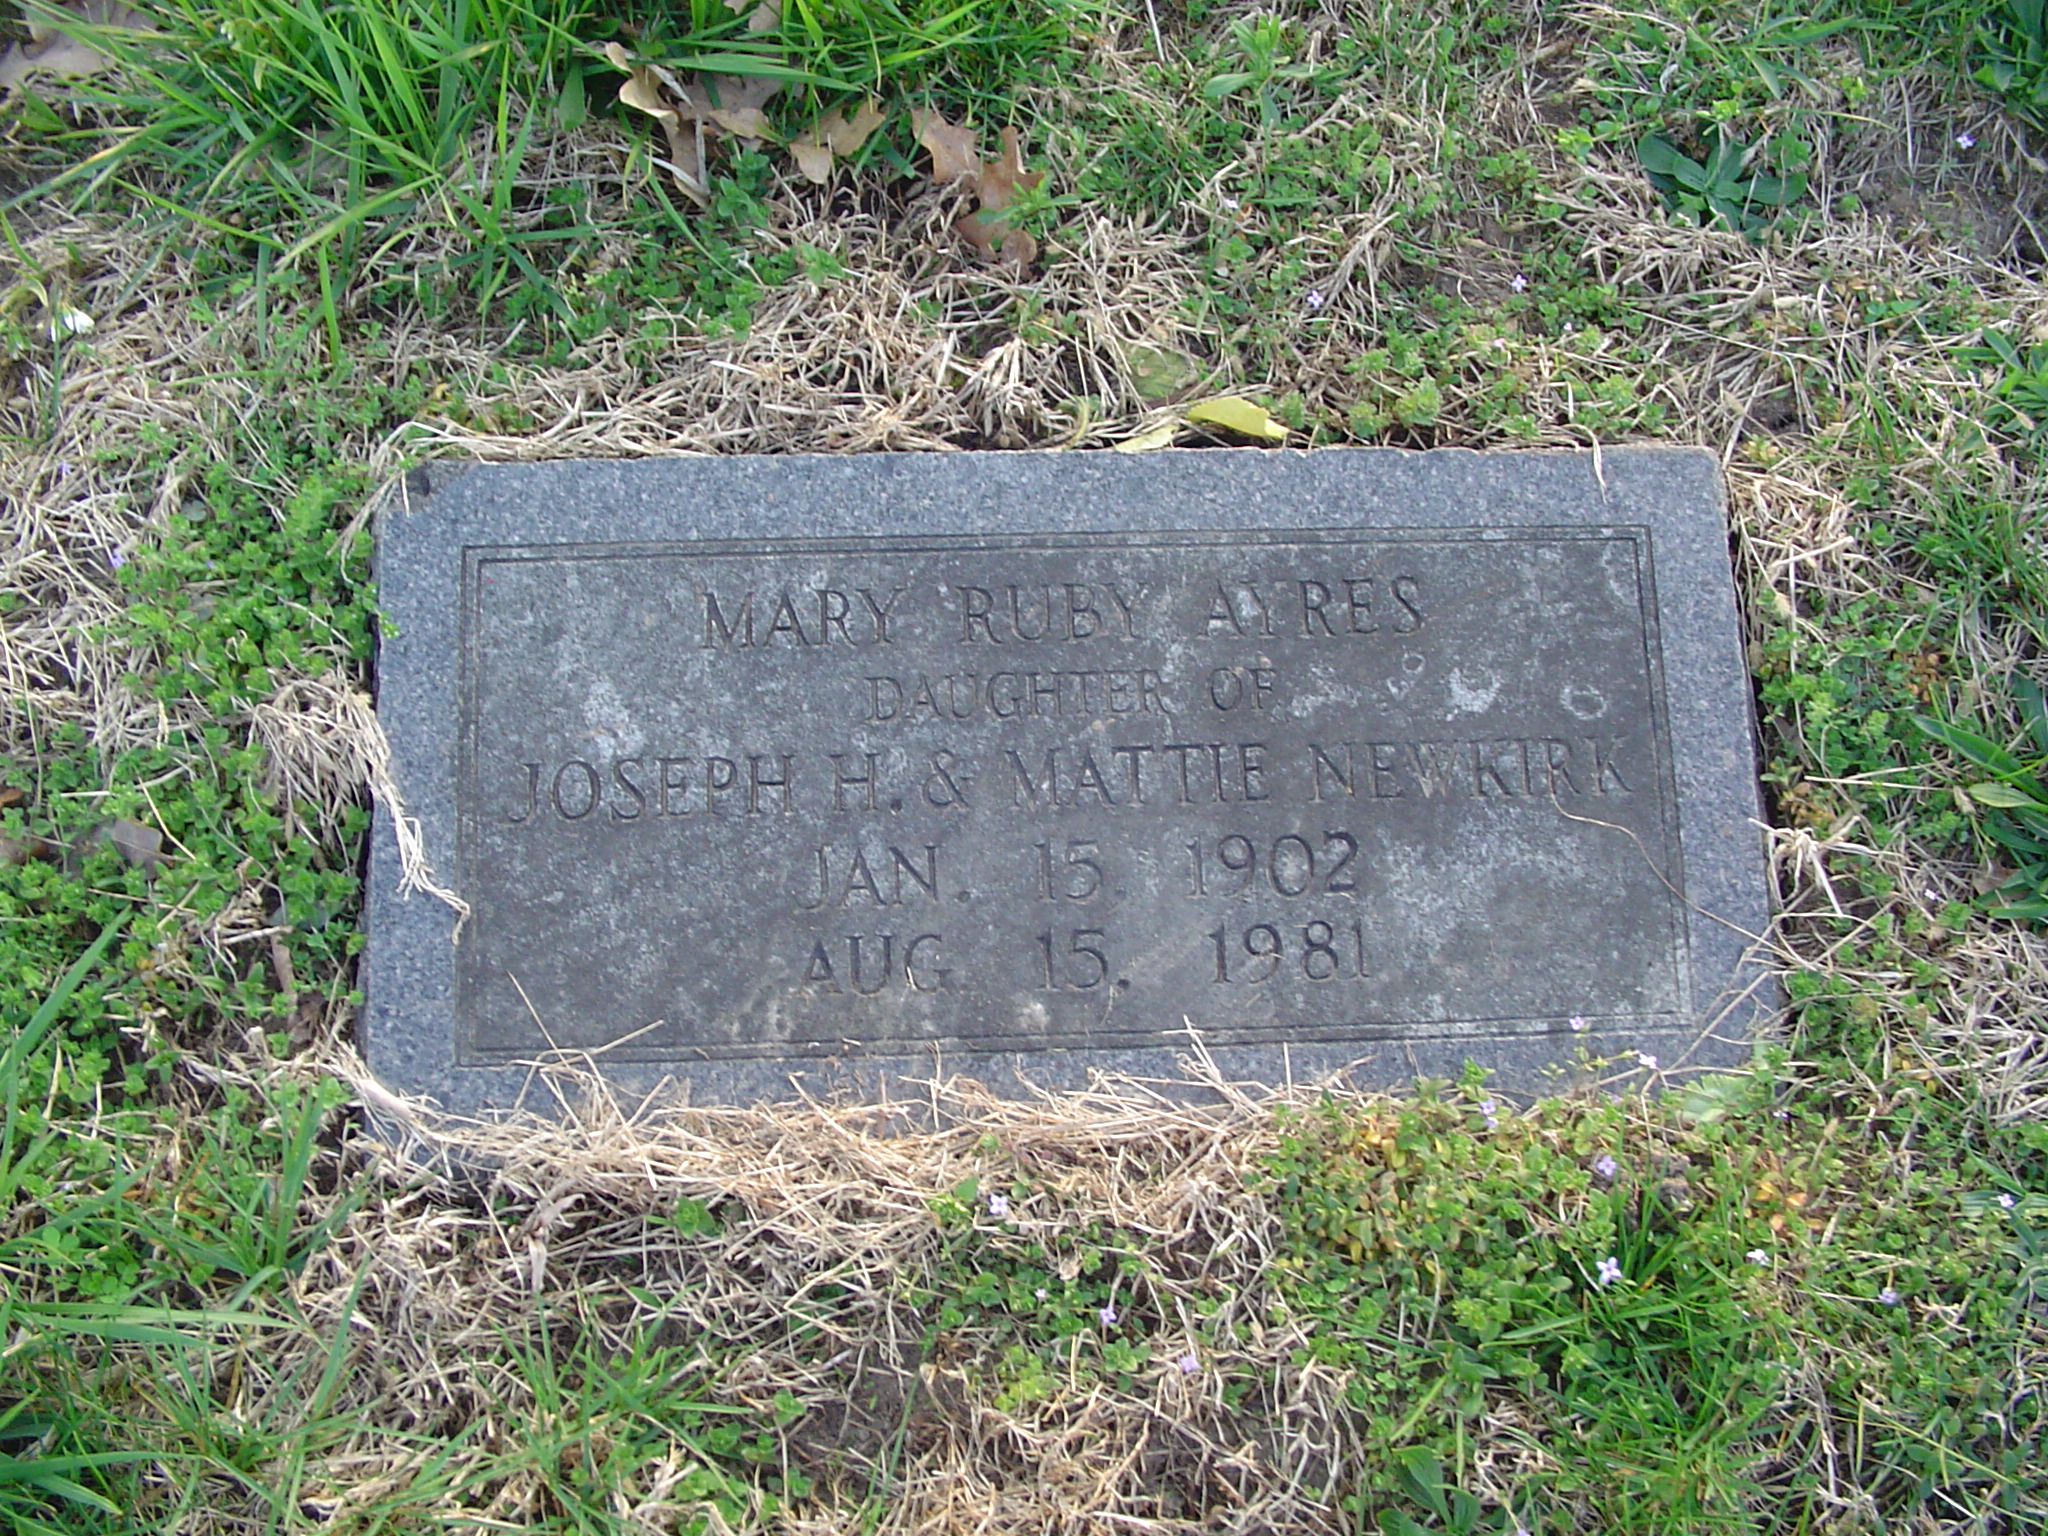 MARY RUBY AYRES
DAUGHTER OF
JOSEPH H. & MATTIE NEWKIRK
JAN. 15, 1902
AUG. 15, 1981